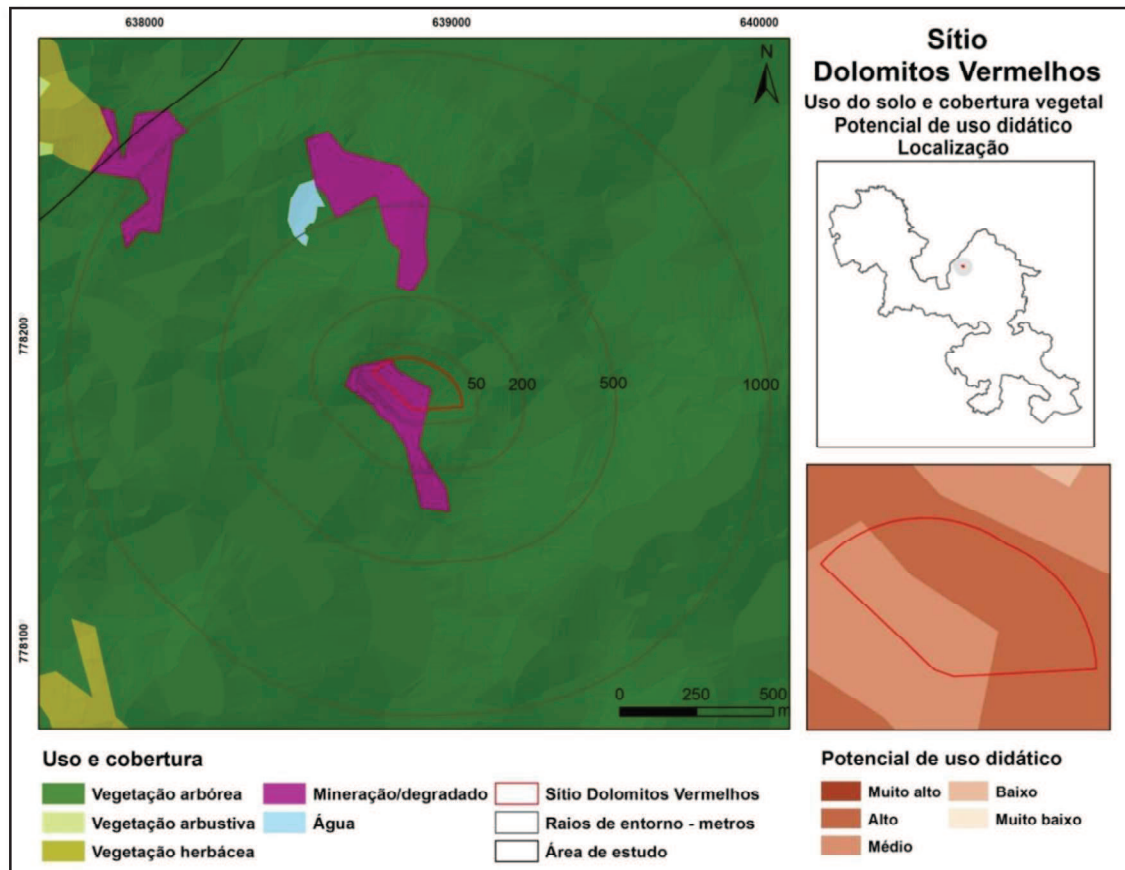 638000 639000 640000
778200
778100
N
50 200 500 1000
0 250 500
m
Sítio
Dolomitos Vermelhos
Uso do solo e cobertura vegetal
Potencial de uso didático
Localização
Uso e cobertura
Vegetação arbórea
Vegetação arbustiva
Vegetação herbácea
Mineração/degradado
Água
Sítio Dolomitos Vermelhos
Raios de entorno - metros
Área de estudo
Potencial de uso didático
Muito alto
Alto
Médio
Baixo
Muito baixo